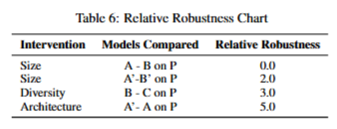 Table 6: Relative Robustness Chart
Intervention Models Compared Relative Robustness
Size A - B on P 0.0
Size A'-B' on P 2.0
Diversity B - C on P 3.0
Architecture A'- A on P 5.0